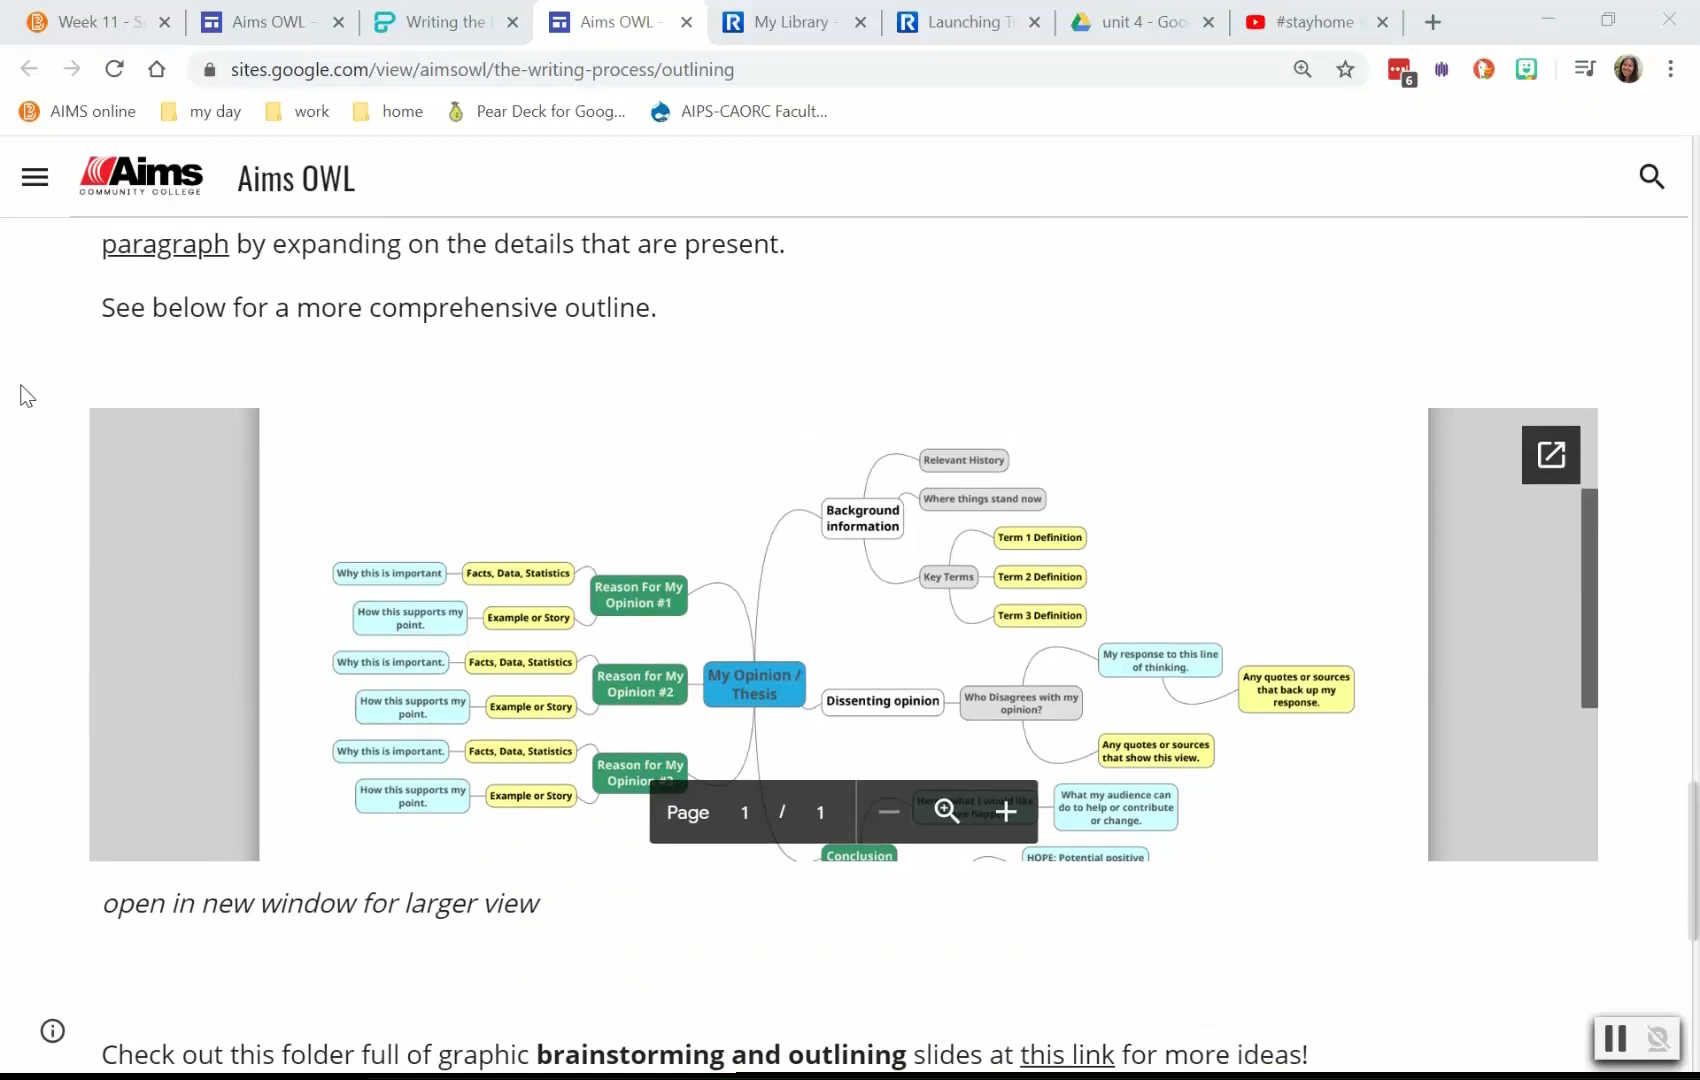 Week 11 - S
Aims OWL -
Writing the
Aims OWL -
My Library -
Launching T
unit 4 - Goo
#stayhome
sites.google.com/view/aimsowl/the-writing-process/outlining
6
AIMS online
my day
work
home
Pear Deck for Goog...
AIPS-CAORC Facult...
Aims
COMMUNITY COLLEGE
Aims OWL
paragraph by expanding on the details that are present.
See below for a more comprehensive outline.
Relevant History
Where things stand now
Background
information
Term 1 Definition
Key Terms
Term 2 Definition
Term 3 Definition
Why this is important
Facts, Data, Statistics
Reason For My
Opinion #1
How this supports my
point.
Example or Story
Why this is important.
Facts, Data, Statistics
Reason for My
Opinion #2
How this supports my
point.
Example or Story
Why this is important.
Facts, Data, Statistics
Reason for My
Opinion #3
How this supports my
point.
Example or Story
My Opinion /
Thesis
Dissenting opinion
Who Disagrees with my
opinion?
My response to this line
of thinking.
Any quotes or sources
that back up my
response.
Any quotes or sources
that show this view.
what I would like
What my audience can
do to help or contribute
or change.
Conclusion
HOPE: Potential positive
Page 1 / 1
open in new window for larger view
Check out this folder full of graphic brainstorming and outlining slides at this link for more ideas!